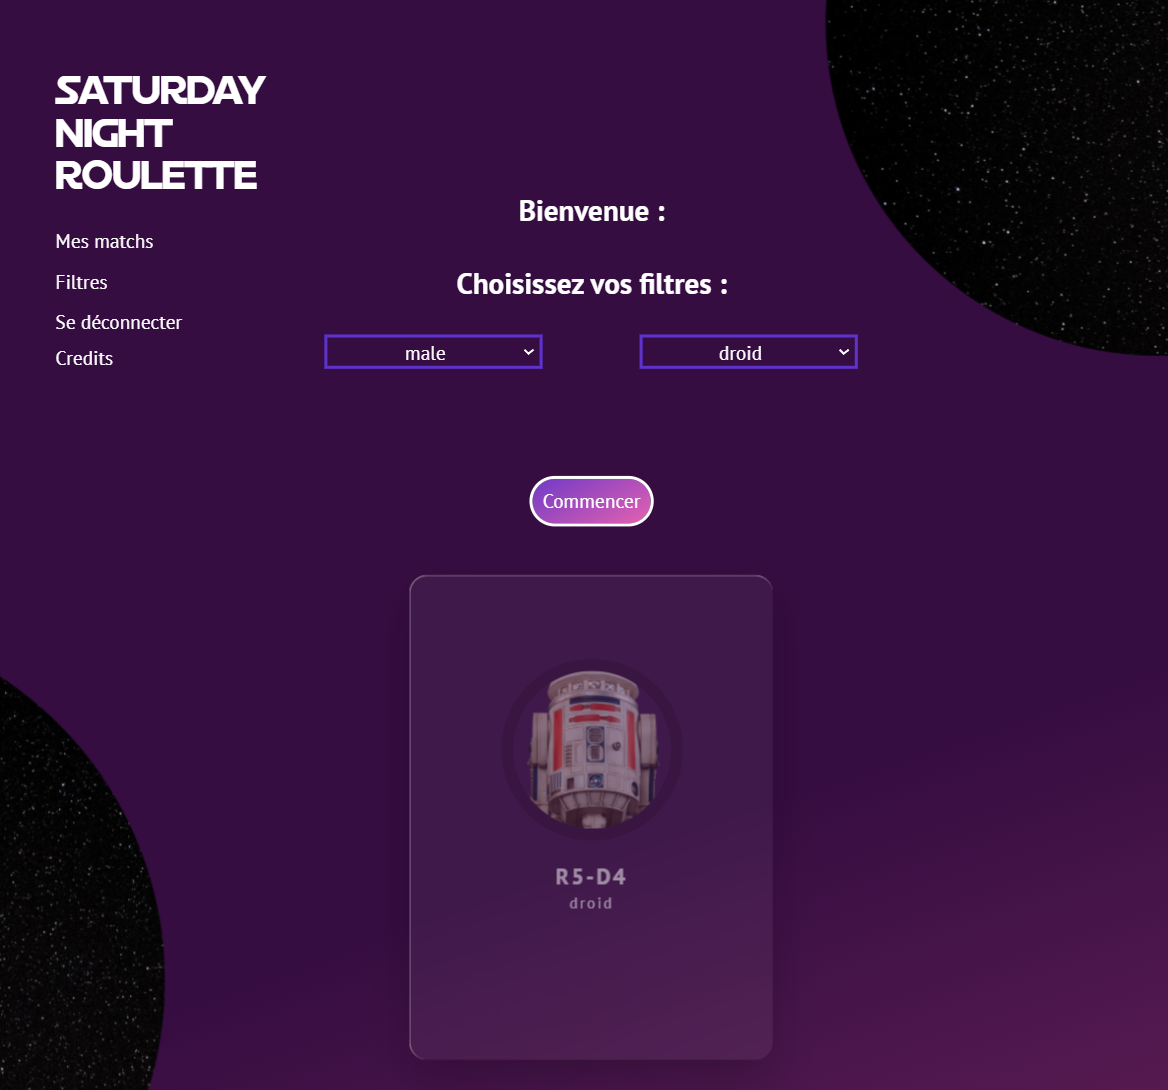 SATURDAY
NIGHT
ROULETTE
Mes matchs
Filtres
Se déconnecter
Credits
Bienvenue :
Choisissez vos filtres :
male
droid
Commencer
R5-D4
droid